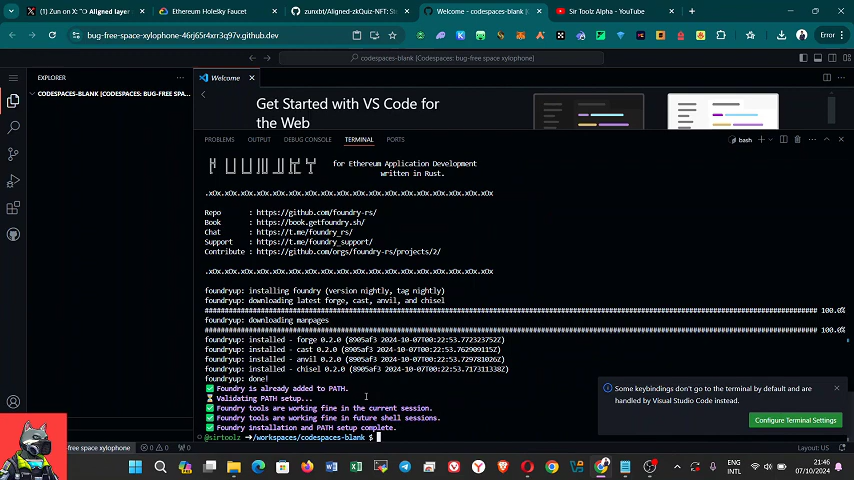 Zun on X: "⭕ Aligned layer
Ethereum Holešky Faucet
zunxbt/Aligned-zkQuiz-NFT: St
Welcome - codespaces-blank
Sir Toolz Alpha - YouTube
bug-free-space-xylophone-46rj65r4xrr3q97v.github.dev
Error
codespaces-blank [Codespaces: bug-free space xylophone]
EXPLORER
Welcome
CODESPACES-BLANK [CODESPACES: BUG-FREE SPA...
Get Started with VS Code for
the Web
PROBLEMS
OUTPUT
DEBUG CONSOLE
TERMINAL
PORTS
bash
for Ethereum Application Development
written in Rust.
.xOx.xOx.xOx.xOx.xOx.xOx.xOx.xOx.xOx.xOx.xOx.xOx.xOx.xOx.xOx.xOx.xOx.xOx
Repo : https://github.com/foundry-rs/
Book : https://book.getfoundry.sh/
Chat : https://t.me/foundry_rs/
Support : https://t.me/foundry_support/
Contribute : https://github.com/orgs/foundry-rs/projects/2/
.xOx.xOx.xOx.xOx.xOx.xOx.xOx.xOx.xOx.xOx.xOx.xOx.xOx.xOx.xOx.xOx.xOx.xOx
foundryup: installing foundry (version nightly, tag nightly)
foundryup: downloading latest forge, cast, anvil, and chisel
100.0%
foundryup: downloading manpages
100.0%
foundryup: installed - forge 0.2.0 (8905af3 2024-10-07T00:22:53.772323752Z)
foundryup: installed - cast 0.2.0 (8905af3 2024-10-07T00:22:53.762909115Z)
foundryup: installed - anvil 0.2.0 (8905af3 2024-10-07T00:22:53.729781026Z)
foundryup: installed - chisel 0.2.0 (8905af3 2024-10-07T00:22:53.717311338Z)
foundryup: done!
✅ Foundry is already added to PATH.
⏳ Validating PATH setup...
✅ Foundry tools are working fine in the current session.
✅ Foundry tools are working fine in future shell sessions.
✅ Foundry installation and PATH setup complete.
@sirtoolz ➜ /workspaces/codespaces-blank $
Some keybindings don't go to the terminal by default and are
handled by Visual Studio Code instead.
Configure Terminal Settings
free space xylophone
0
0
0
Layout: US
ENG
INTL
21:46
07/10/2024